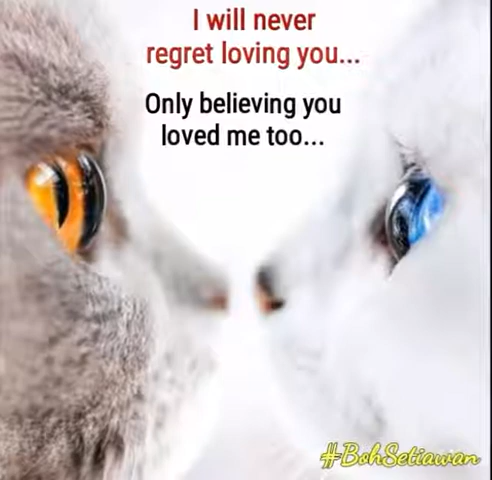 I will never
regret loving you...
Only believing you
loved me too...
#BohSetiawan